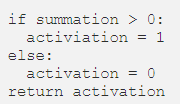 if summation > 0:
  activiation = 1
else:
  activation = 0
return activation